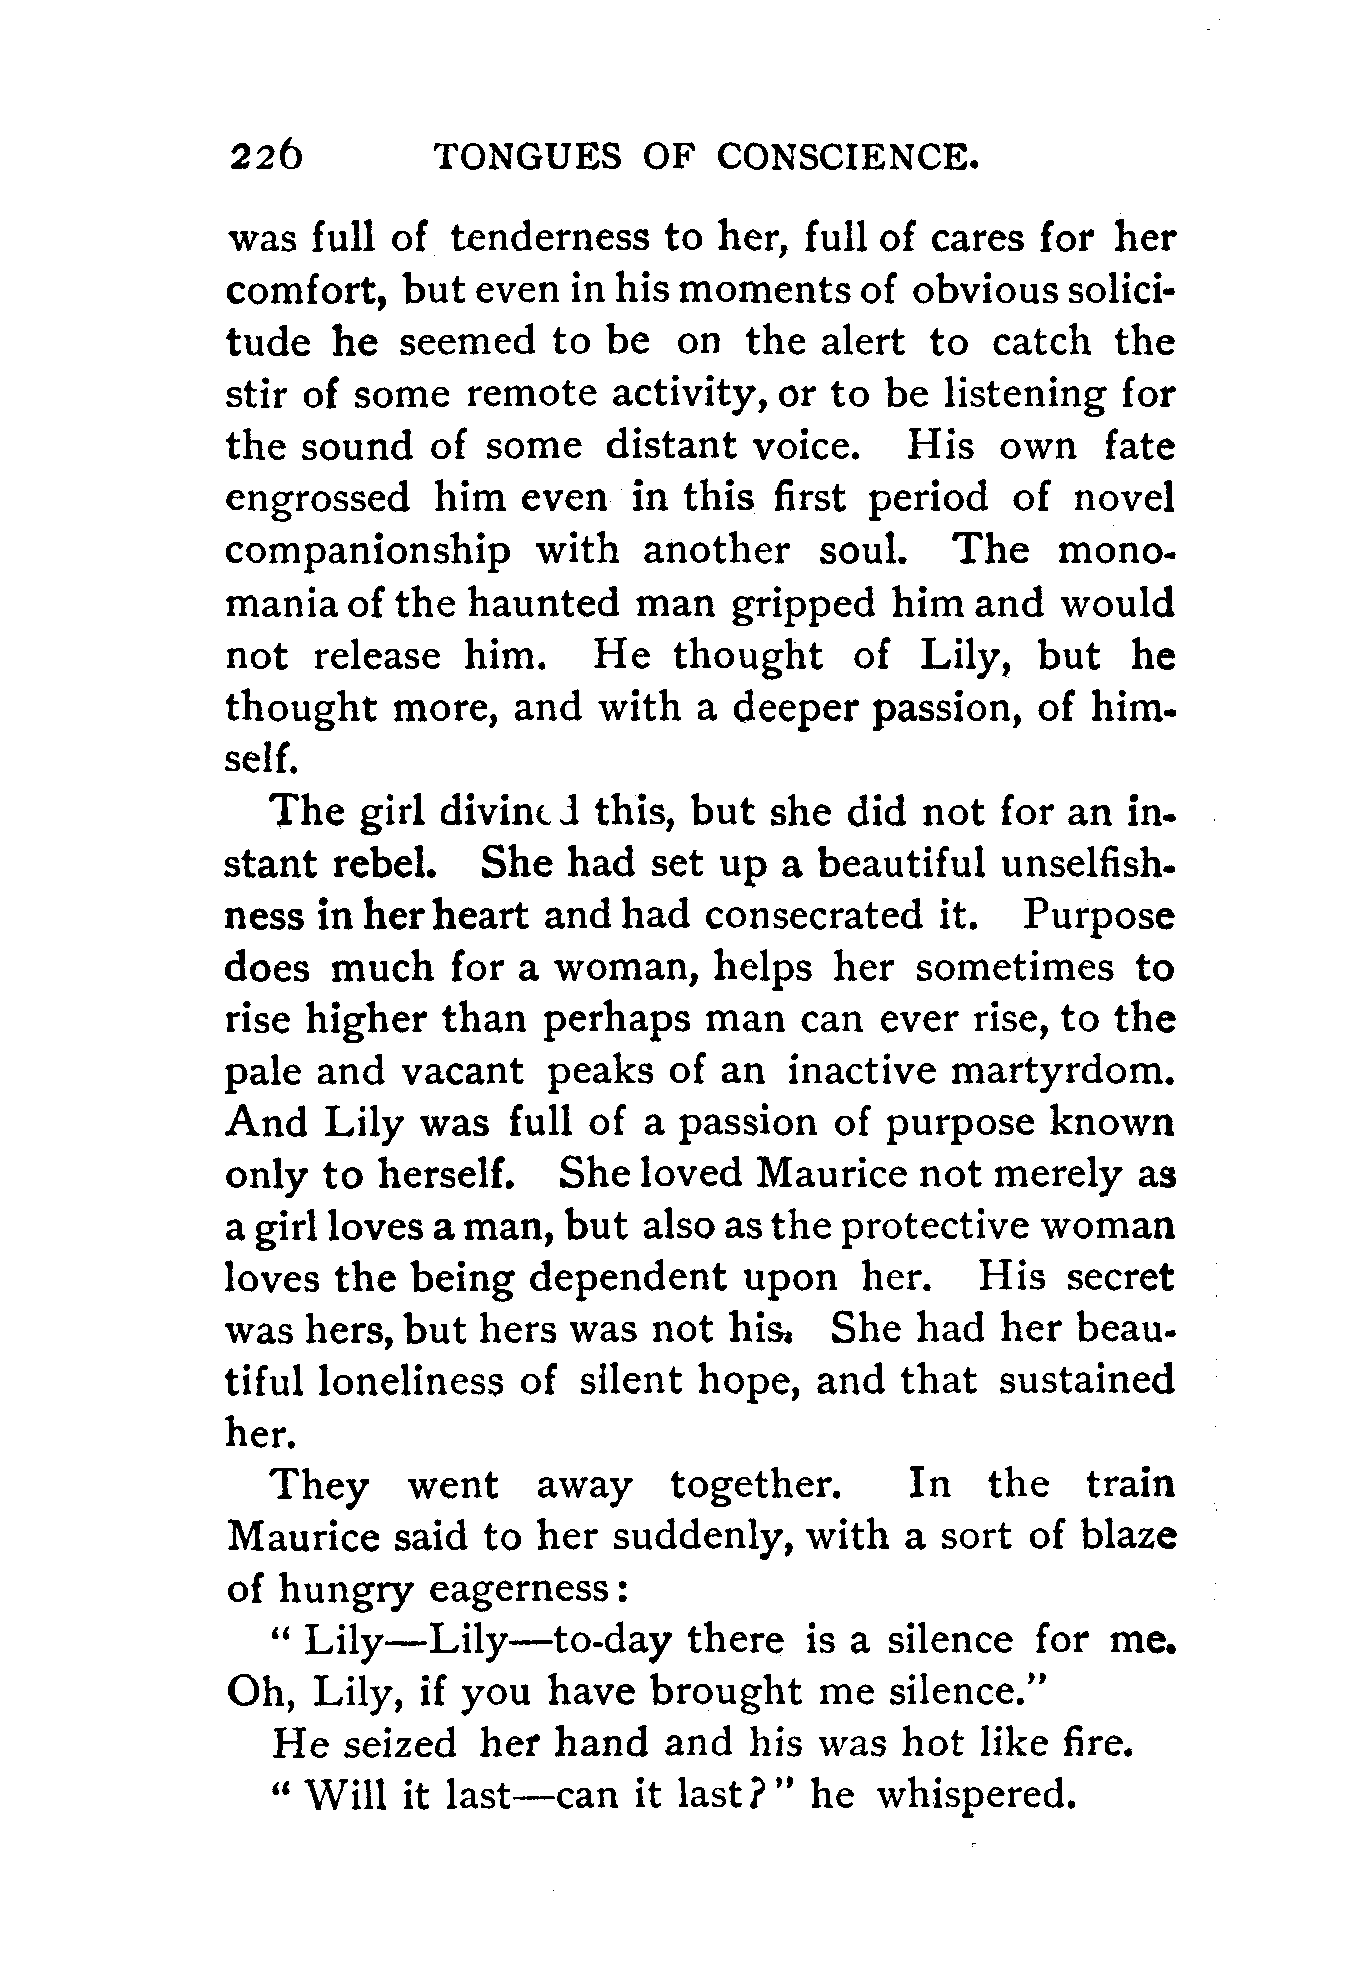 226 TONGUES OF CONSCIENCE.
was full of tenderness to her, full of cares for her
comfort, but even in his moments of obvious solici-
tude he seemed to be on the alert to catch the
stir of some remote activity, or to be listening for
the sound of some distant voice. His own fate
engrossed him even in this first period of novel
companionship with another soul. The mono-
mania of the haunted man gripped him and would
not release him. He thought of Lily, but he
thought more, and with a deeper passion, of him-
self.
The girl divined this, but she did not for an in-
stant rebel. She had set up a beautiful unselfish-
ness in her heart and had consecrated it. Purpose
does much for a woman, helps her sometimes to
rise higher than perhaps man can ever rise, to the
pale and vacant peaks of an inactive martyrdom.
And Lily was full of a passion of purpose known
only to herself. She loved Maurice not merely as
a girl loves a man, but also as the protective woman
loves the being dependent upon her. His secret
was hers, but hers was not his. She had her beau-
tiful loneliness of silent hope, and that sustained
her.
They went away together. In the train
Maurice said to her suddenly, with a sort of blaze
of hungry eagerness:
" Lily—Lily—to-day there is a silence for me.
Oh, Lily, if you have brought me silence."
He seized her hand and his was hot like fire.
" Will it last—can it last?" he whispered.